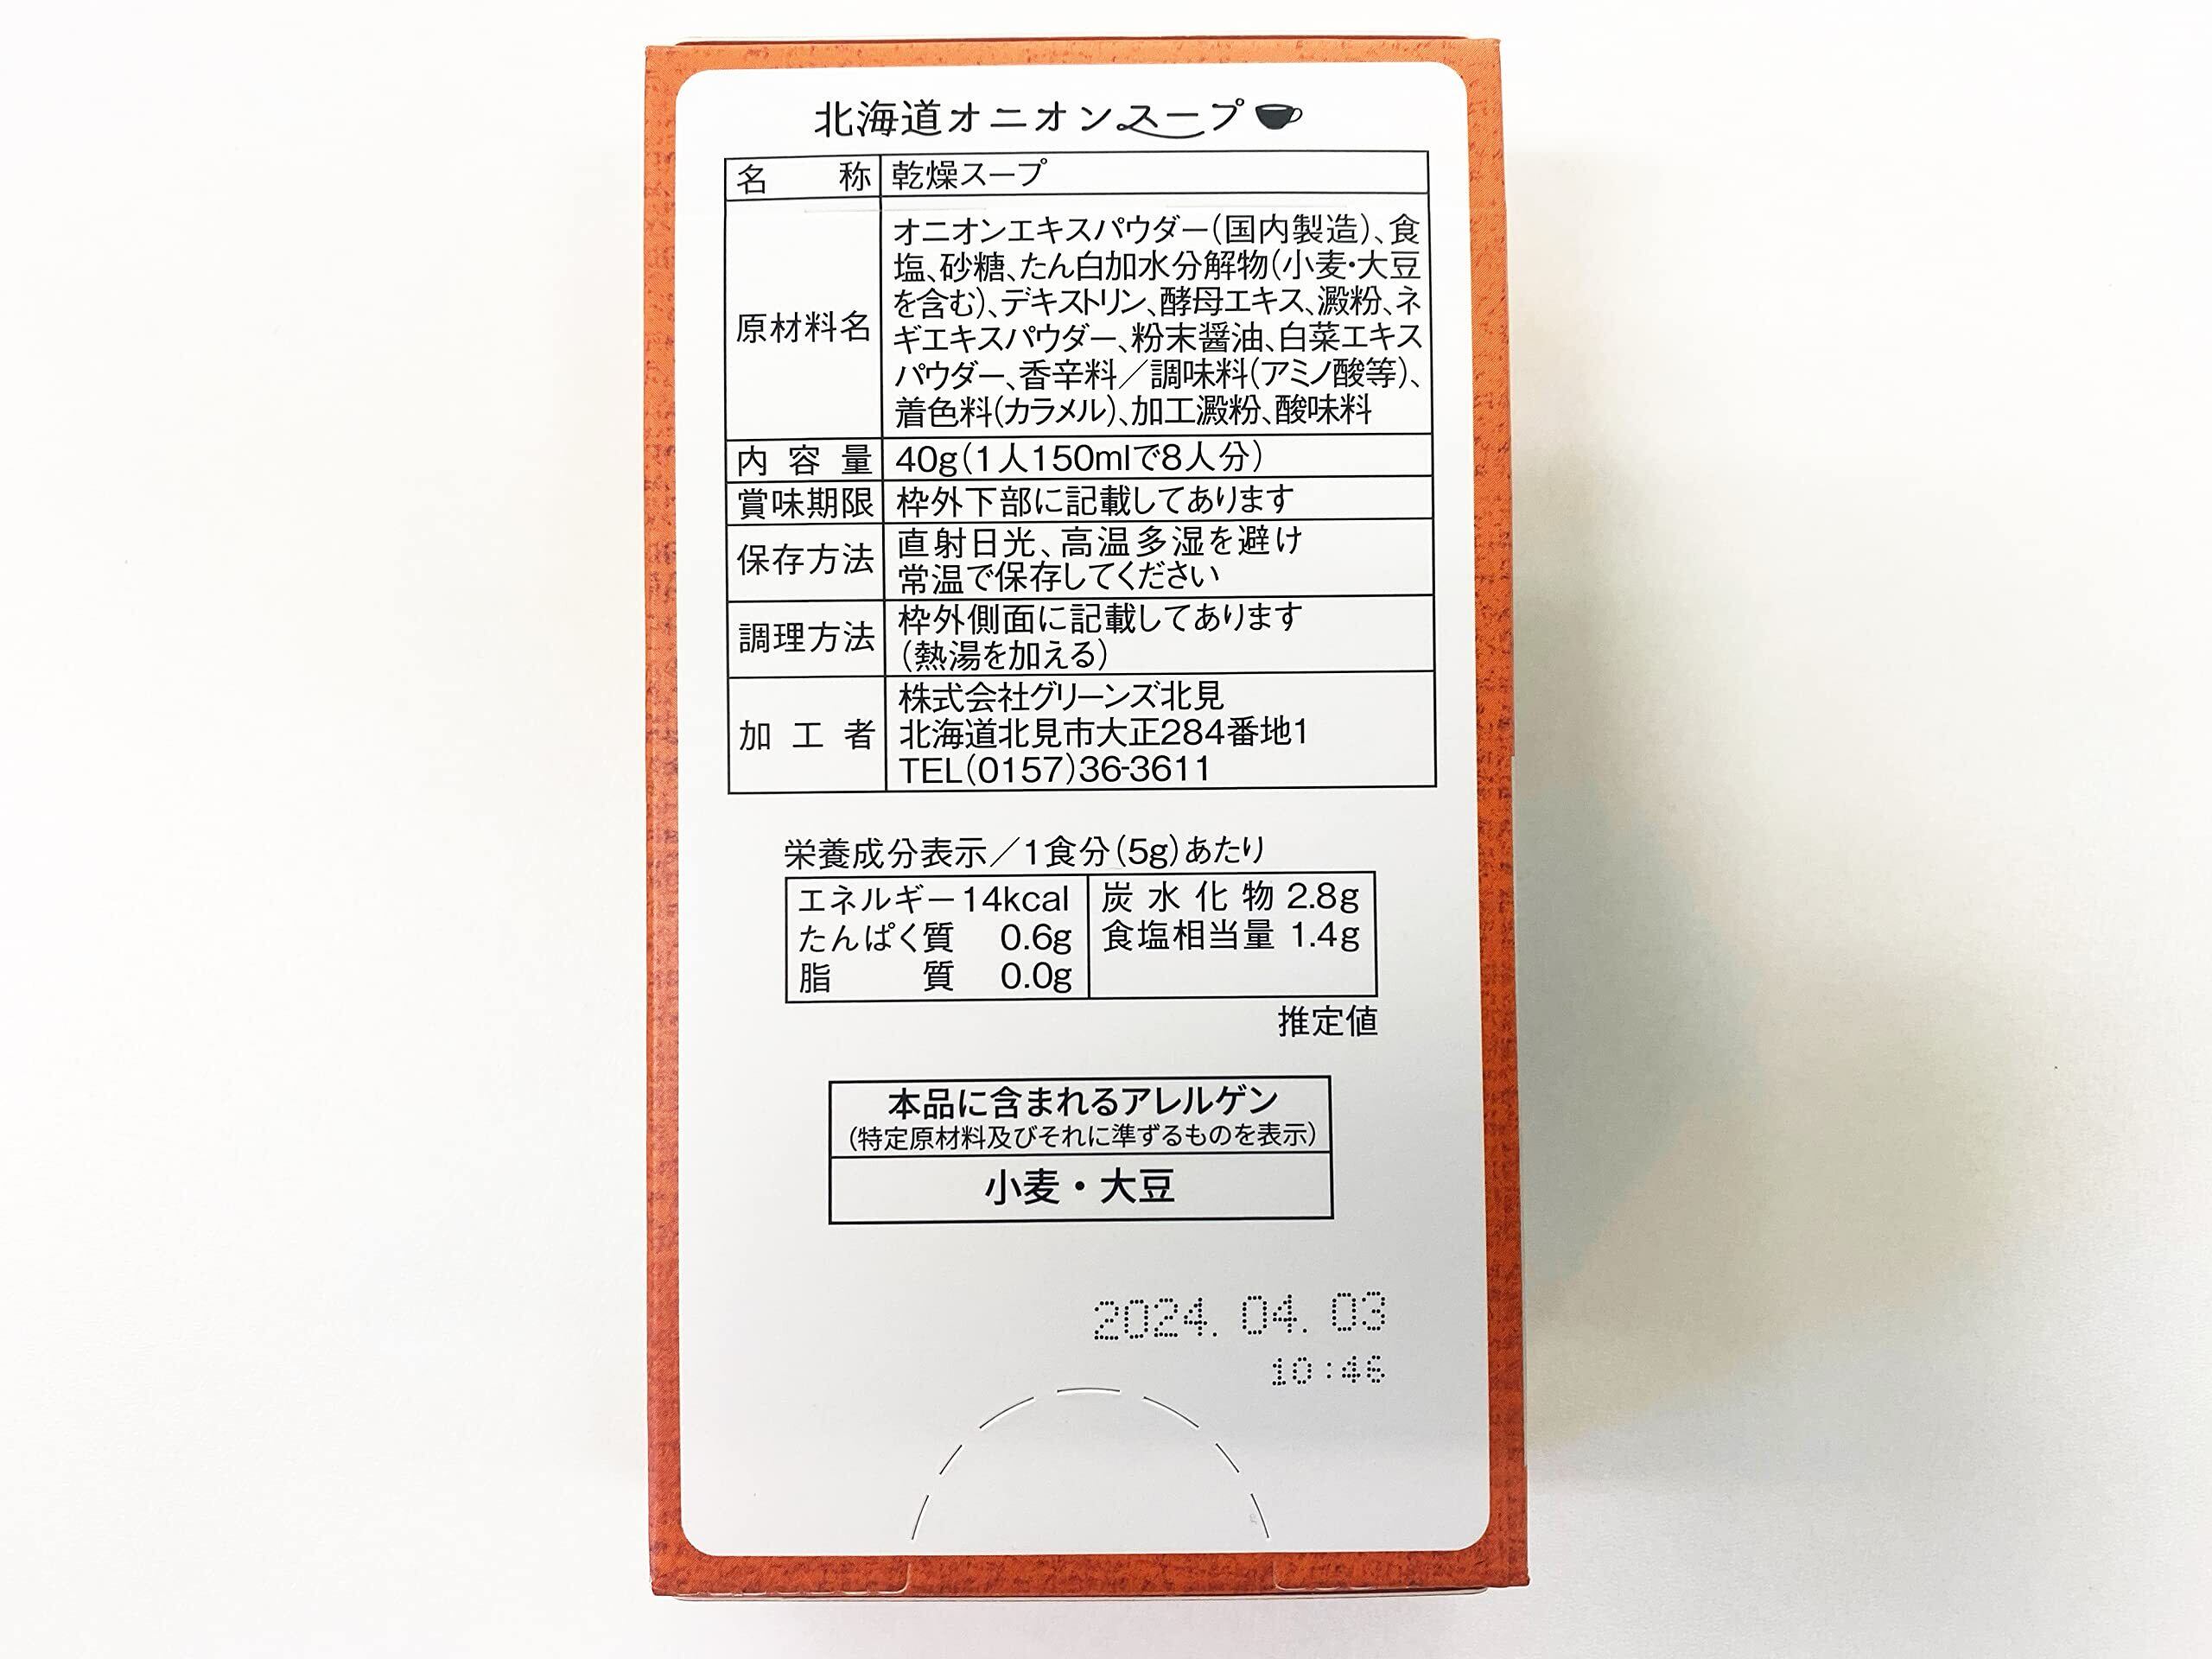 北海道オニオンスープ
名称 乾燥スープ
原材料名 オニオンエキスパウダー(国内製造)、食
塩、砂糖、たん白加水分解物(小麦・大豆
を含む)、デキストリン、酵母エキス、澱粉、ネ
ギエキスパウダー、粉末醤油、白菜エキス
パウダー、香辛料/調味料(アミノ酸等)、
着色料(カラメル)、加工澱粉、酸味料
内容量 40g(1人150mlで8人分)
賞味期限 枠外下部に記載してあります
保存方法 直射日光、高温多湿を避け
常温で保存してください
調理方法 枠外側面に記載してあります
(熱湯を加える)
加工者 株式会社グリーンズ北見
北海道北見市大正284番地1
TEL(0157)36-3611
栄養成分表示/1食分(5g)あたり
エネルギー 14kcal 炭水化物 2.8g
たんぱく質 0.6g 食塩相当量 1.4g
脂質 0.0g
推定値
本品に含まれるアレルゲン
(特定原材料及びそれに準ずるものを表示)
小麦・大豆
2024.04.03
10:46